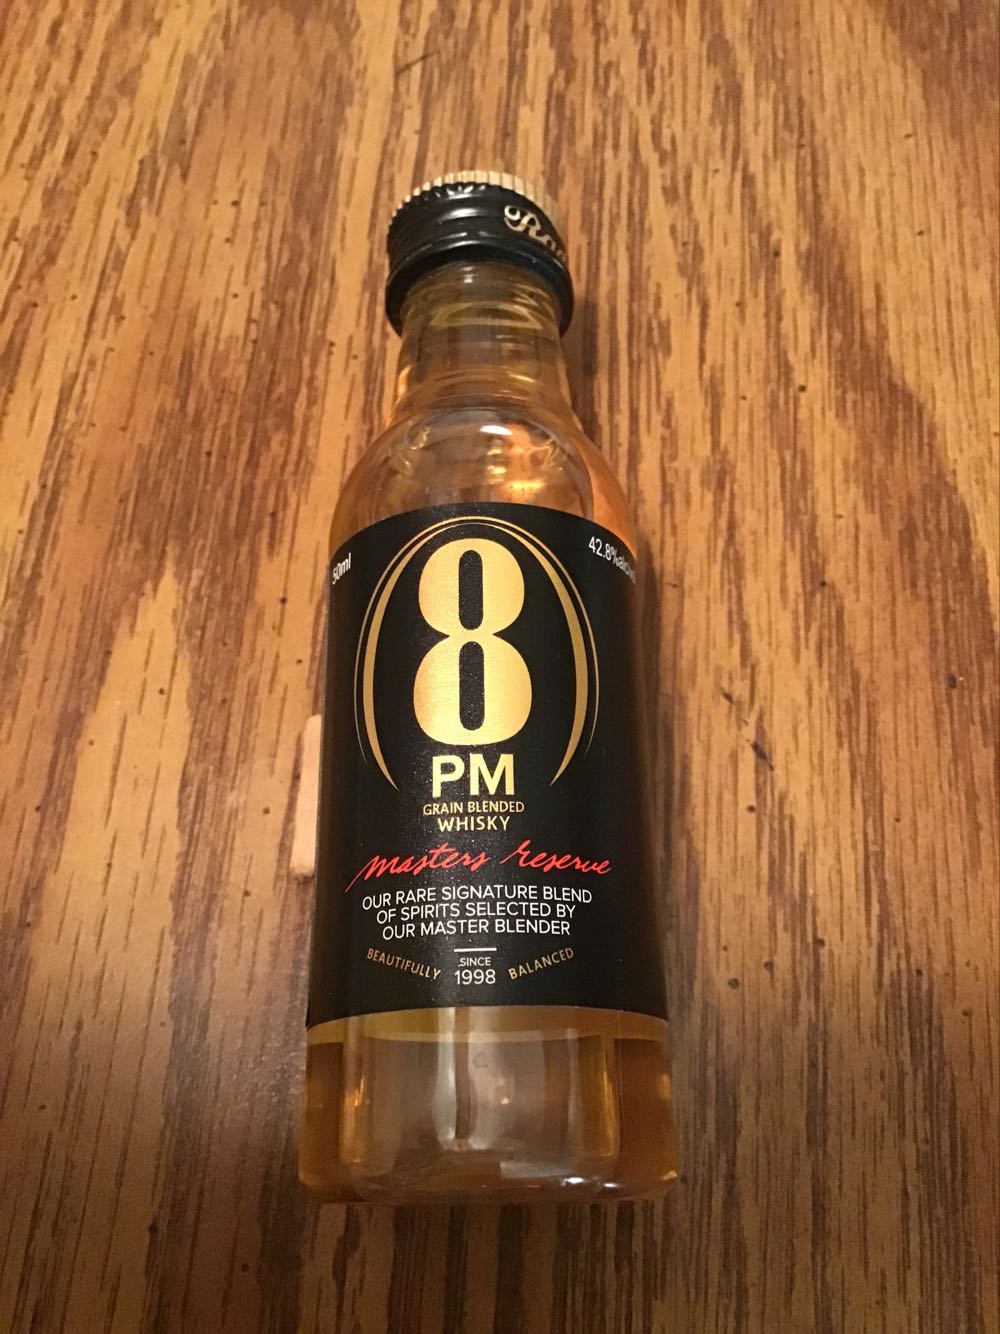 50ml
42.8%alc/vol
8
PM
GRAIN BLENDED
WHISKY
masters reserve
OUR RARE SIGNATURE BLEND
OF SPIRITS SELECTED BY
OUR MASTER BLENDER
BEAUTIFULLY
SINCE
1998
BALANCED